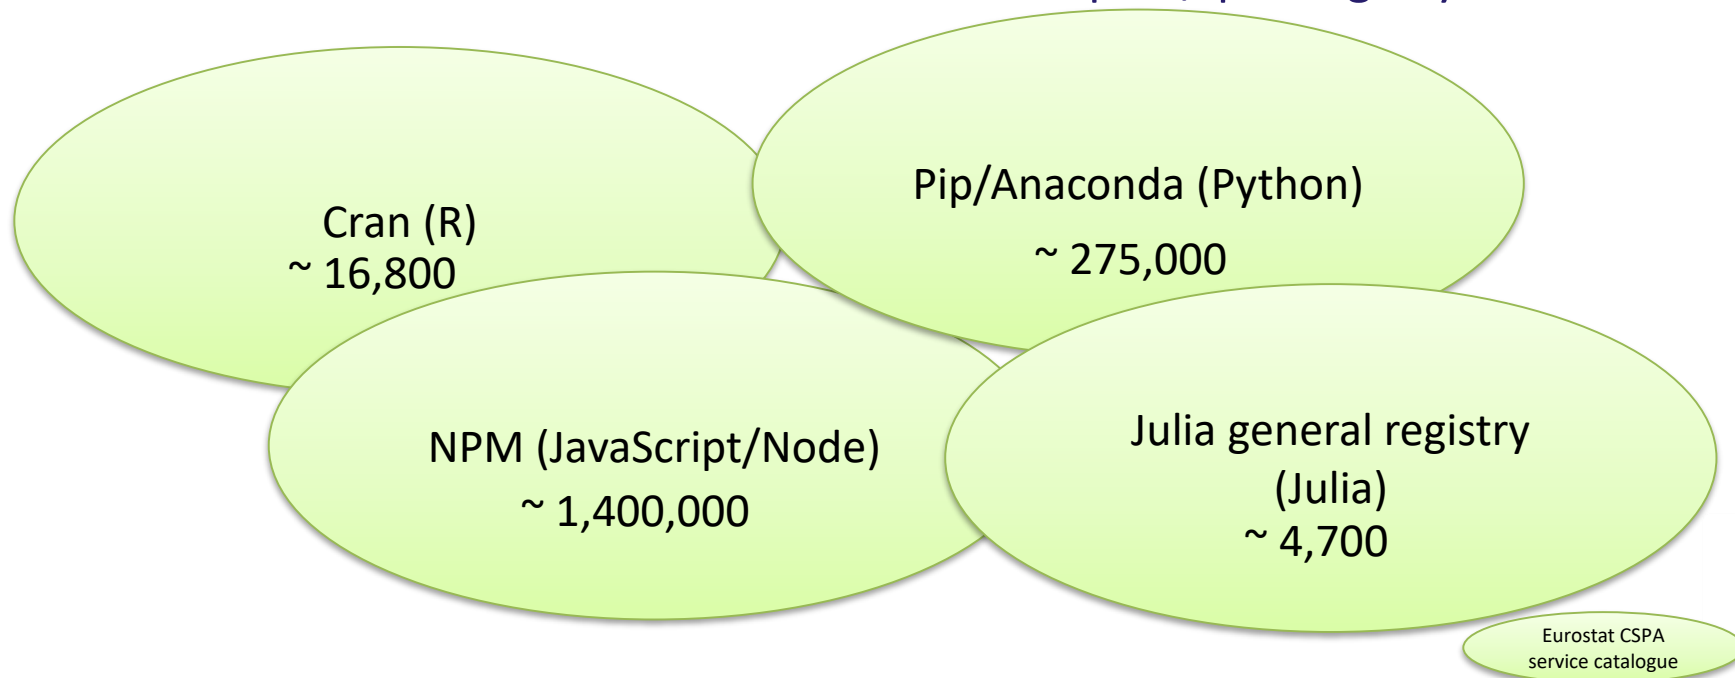 Cran (R)
~ 16,800
Pip/Anaconda (Python)
~ 275,000
NPM (JavaScript/Node)
~ 1,400,000
Julia general registry
(Julia)
~ 4,700
Eurostat CSPA
service catalogue